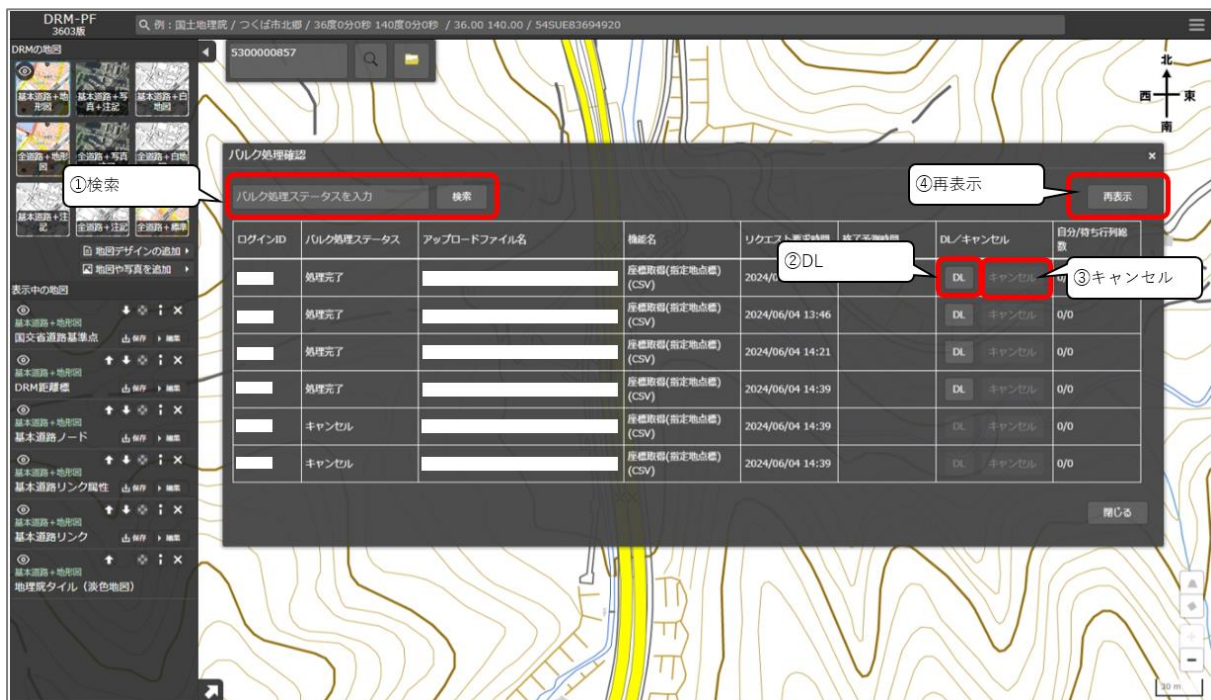 DRM-PF
3603版
例：国土地理院 / つくば市北郷 / 36度0分0秒 140度0分0秒 / 36.00 140.00 / 54SUE83694920
DRMの地図
基本道路+地形図
基本道路+写真+注記
基本道路+白地図
全道路+地形図
全道路+写真
全道路+白地
基本道路+注記
全道路+注記
全道路+標準
地図デザインの追加
地図や写真を追加
表示中の地図
基本道路+地形図
国交省道路基準点 保存 編集
基本道路+地形図
DRM距離標 保存 編集
基本道路+地形図
基本道路ノード 保存 編集
基本道路+地形図
基本道路リンク属性 保存 編集
基本道路+地形図
基本道路リンク 保存 編集
基本道路+地形図
地理院タイル（淡色地図）
5300000857
北
西 東
南
バルク処理確認 ×
①検索
バルク処理ステータスを入力 検索
④再表示
再表示
ログインID バルク処理ステータス アップロードファイル名 機能名 リクエスト要求時間 終了予測時間 DL/キャンセル 自分/待ち行列総数
②DL
③キャンセル
処理完了 座標取得(指定地点標)(CSV) 2024/0 DL キャンセル 0/
処理完了 座標取得(指定地点標)(CSV) 2024/06/04 13:46 DL キャンセル 0/0
処理完了 座標取得(指定地点標)(CSV) 2024/06/04 14:21 DL キャンセル 0/0
処理完了 座標取得(指定地点標)(CSV) 2024/06/04 14:39 DL キャンセル 0/0
キャンセル 座標取得(指定地点標)(CSV) 2024/06/04 14:39 DL キャンセル 0/0
キャンセル 座標取得(指定地点標)(CSV) 2024/06/04 14:39 DL キャンセル 0/0
閉じる
30 m